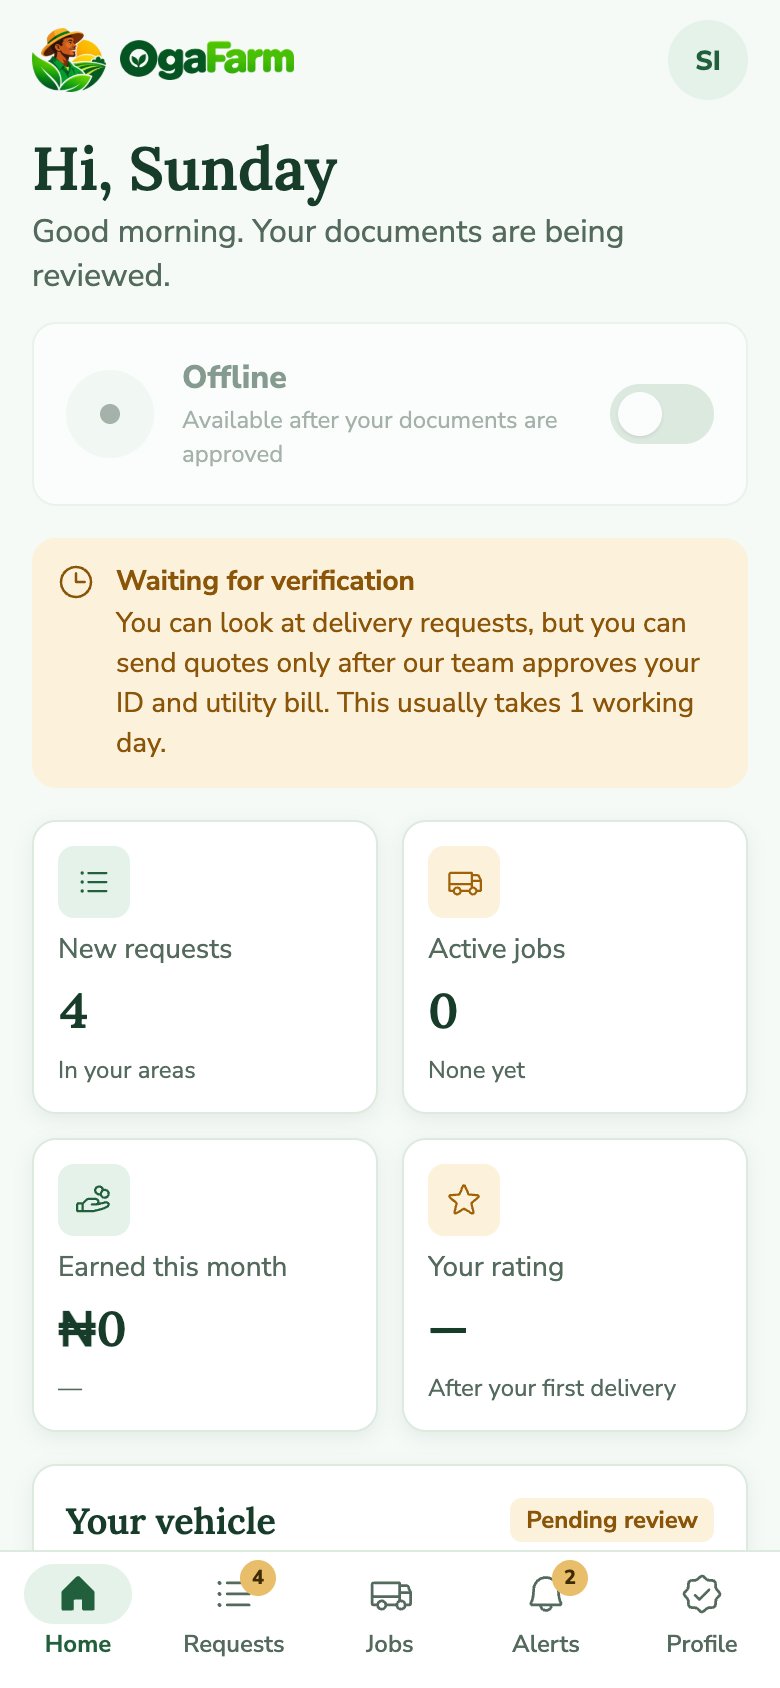 OgaFarm
SI
Hi, Sunday
Good morning. Your documents are being
reviewed.
Offline
Available after your documents are
approved
Waiting for verification
You can look at delivery requests, but you can
send quotes only after our team approves your
ID and utility bill. This usually takes 1 working
day.
New requests
4
In your areas
Active jobs
0
None yet
Earned this month
₦0
—
Your rating
—
After your first delivery
Your vehicle
Pending review
4
2
Home
Requests
Jobs
Alerts
Profile